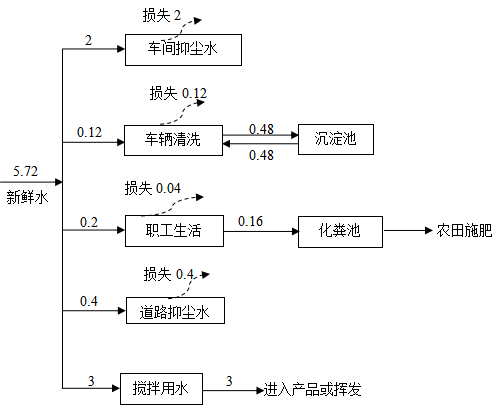 损失 2
2
车间抑尘水
损失 0.12
0.12
车辆清洗
0.48
0.48
沉淀池
5.72
新鲜水
损失 0.04
0.2
职工生活
0.16
化粪池
农田施肥
损失 0.4
0.4
道路抑尘水
3
搅拌用水
3
进入产品或挥发